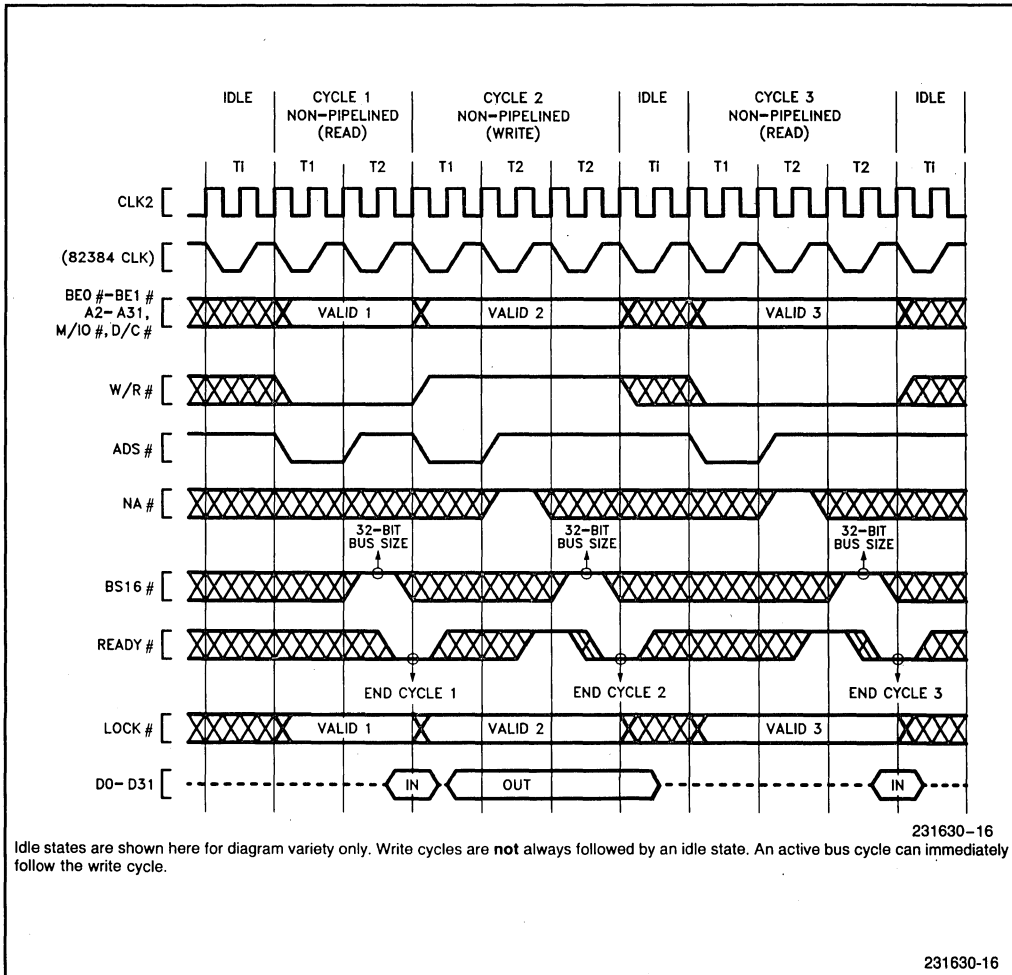 IDLE
CYCLE 1
NON-PIPELINED
(READ)
CYCLE 2
NON-PIPELINED
(WRITE)
IDLE
CYCLE 3
NON-PIPELINED
(READ)
IDLE
Ti T1 T2 T1 T2 T2 Ti T1 T2 T2 Ti
CLK2
(82384 CLK)
BE0 #-BE1 #
A2-A31,
M/IO #, D/C #
VALID 1 VALID 2 VALID 3
W/R #
ADS #
NA #
32-BIT
BUS SIZE
32-BIT
BUS SIZE
32-BIT
BUS SIZE
BS16 #
READY #
END CYCLE 1 END CYCLE 2 END CYCLE 3
LOCK #
VALID 1 VALID 2 VALID 3
D0-D31
IN OUT IN
231630-16
Idle states are shown here for diagram variety only. Write cycles are not always followed by an idle state. An active bus cycle can immediately
follow the write cycle.
231630-16